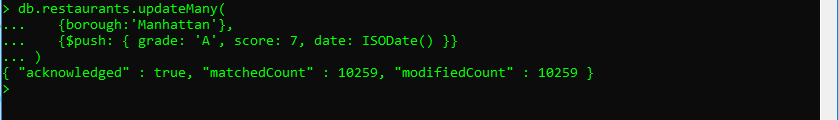 > db.restaurants.updateMany(
...     {borough:'Manhattan'},
...     {$push: { grade: 'A', score: 7, date: ISODate() }}
... )
{ "acknowledged" : true, "matchedCount" : 10259, "modifiedCount" : 10259 }
>